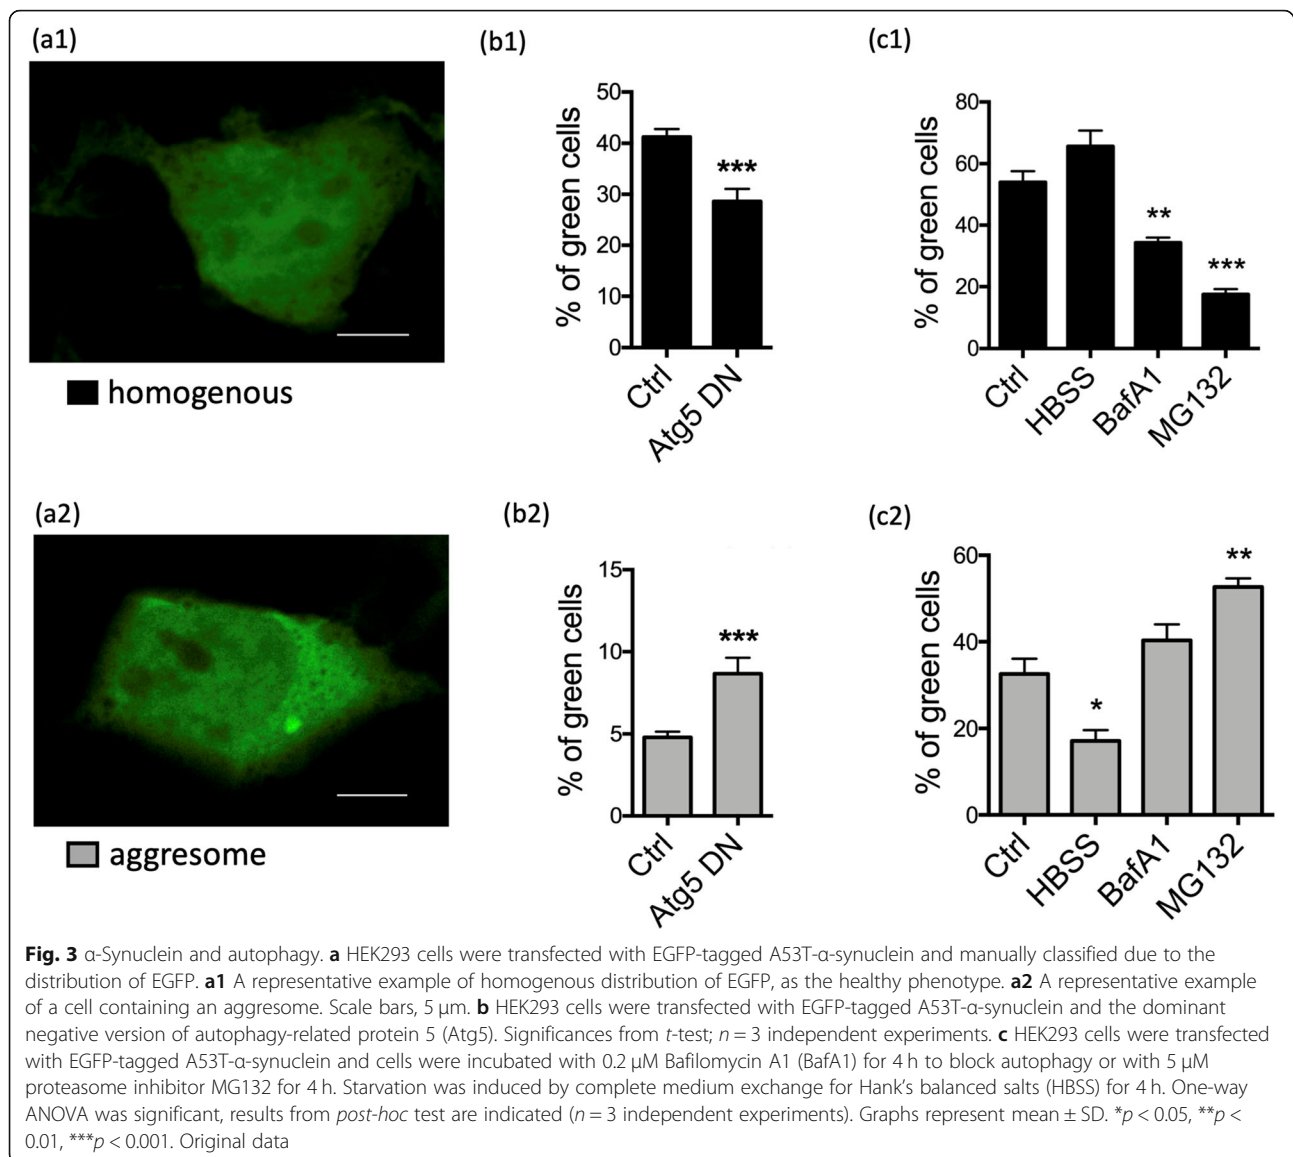 (a1)
(b1)
(c1)
50
40
30
20
10
0
% of green cells
***
Ctrl
Atg5 DN
80
60
40
20
0
% of green cells
**
***
Ctrl
HBSS
BafA1
MG132
homogenous
(a2)
(b2)
(c2)
15
10
5
0
% of green cells
***
Ctrl
Atg5 DN
60
40
20
0
% of green cells
*
**
Ctrl
HBSS
BafA1
MG132
aggresome
Fig. 3 α-Synuclein and autophagy. a HEK293 cells were transfected with EGFP-tagged A53T-α-synuclein and manually classified due to the
distribution of EGFP. a1 A representative example of homogenous distribution of EGFP, as the healthy phenotype. a2 A representative example
of a cell containing an aggresome. Scale bars, 5 μm. b HEK293 cells were transfected with EGFP-tagged A53T-α-synuclein and the dominant
negative version of autophagy-related protein 5 (Atg5). Significances from t-test; n = 3 independent experiments. c HEK293 cells were transfected
with EGFP-tagged A53T-α-synuclein and cells were incubated with 0.2 μM Bafilomycin A1 (BafA1) for 4 h to block autophagy or with 5 μM
proteasome inhibitor MG132 for 4 h. Starvation was induced by complete medium exchange for Hank's balanced salts (HBSS) for 4 h. One-way
ANOVA was significant, results from post-hoc test are indicated (n = 3 independent experiments). Graphs represent mean ± SD. *p < 0.05, **p <
0.01, ***p < 0.001. Original data